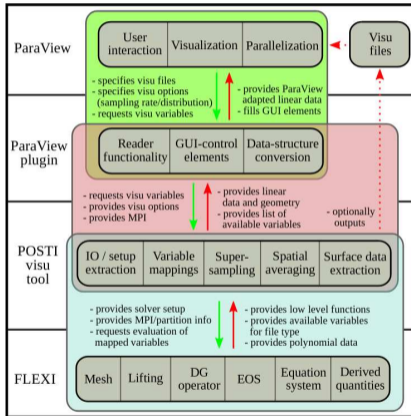 ParaView
User
interaction
Visualization
Parallelization
Visu
files
- specifies visu files
- specifies visu options
(sampling rate/distribution)
- requests visu variables
- provides ParaView
adapted linear data
- fills GUI elements
ParaView
plugin
Reader
functionality
GUI-control
elements
Data-structure
conversion
- requests visu variables
- provides visu options
- provides MPI
- provides linear
data and geometry
- provides list of
available variables
- optionally
outputs
POSTI
visu
tool
IO / setup
extraction
Variable
mappings
Super-
sampling
Spatial
averaging
Surface data
extraction
- provides solver setup
- provides MPI/partition info
- requests evaluation of
mapped variables
- provides low level functions
- provides available variables
for file type
- provides polynomial data
FLEXI
Mesh
Lifting
DG
operator
EOS
Equation
system
Derived
quantities